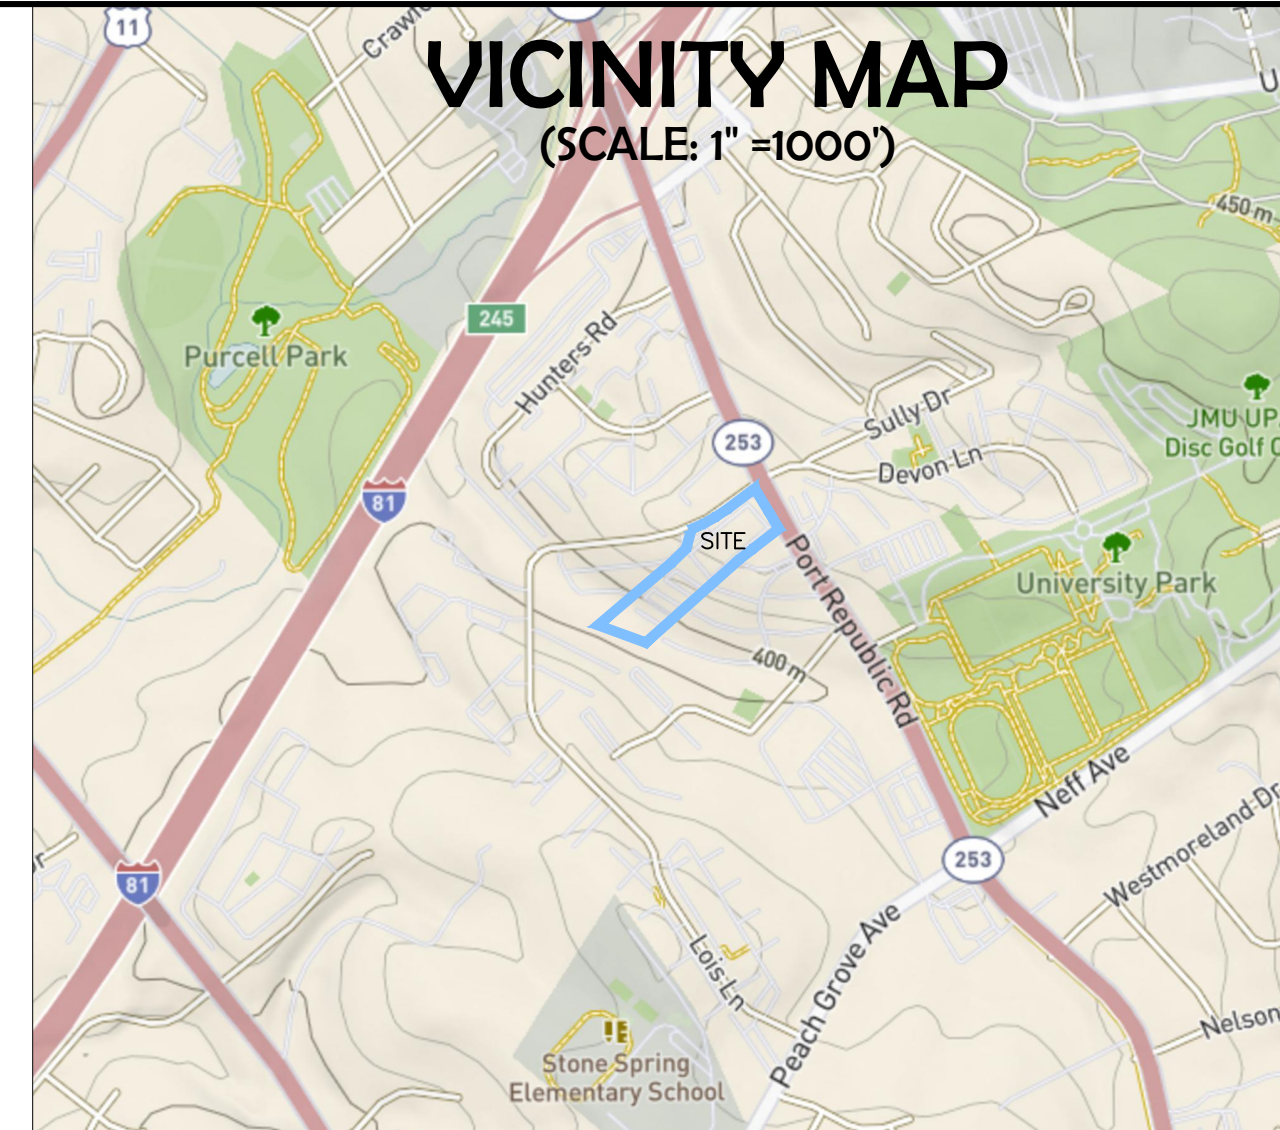 11
Crawfo
VICINITY MAP
(SCALE: 1" =1000')
U
450 m
245
Purcell Park
Hunters Rd
JMU UP
Disc Golf C
Sully Dr
253
Devon Ln
81
SITE
Port Republic Rd
University Park
400 m
Neff Ave
Westmoreland Dr
253
81
Dr
Peach Grove Ave
Lois Ln
Nelson
Stone Spring
Elementary School